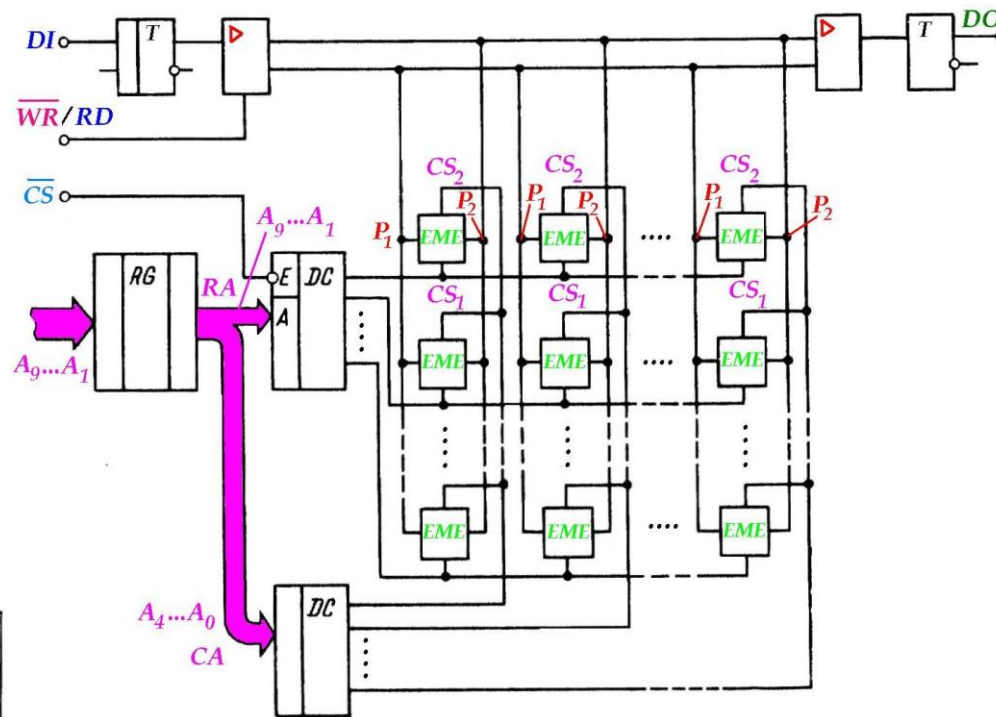 DI
T
DO
T
WR/RD
CS
CS2
CS2
CS2
A9...A1
P1
EME
P2
P1
EME
P2
....
P1
EME
P2
RG
RA
E
DC
A
CS1
CS1
CS1
A9...A1
EME
EME
....
EME
EME
EME
....
EME
A4...A0
CA
DC